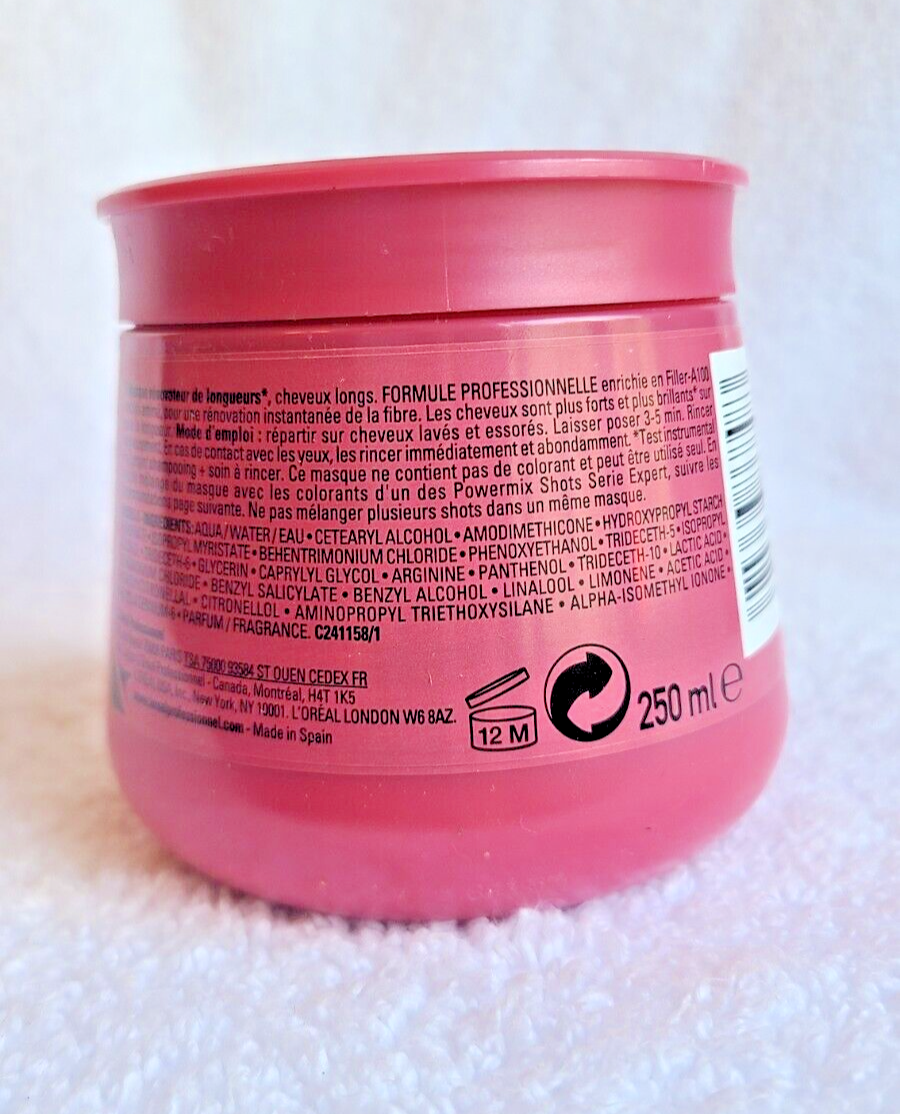 de longueurs*, cheveux longs. FORMULE PROFESSIONNELLE enrichie en Filler-A100
pour une rénovation instantanée de la fibre. Les cheveux sont plus forts et plus brillants* sur
Mode d'emploi : répartir sur cheveux lavés et essorés. Laisser poser 3-5 min. Rincer
En cas de contact avec les yeux, les rincer immédiatement et abondamment. *Test instrumental
shampooing + soin à rincer. Ce masque ne contient pas de colorant et peut être utilisé seul. En
du masque avec les colorants d'un des Powermix Shots Serie Expert, suivre les
page suivante. Ne pas mélanger plusieurs shots dans un même masque.
INGREDIENTS: AQUA / WATER / EAU • CETEARYL ALCOHOL • AMODIMETHICONE • HYDROXYPROPYL STARCH
MYRISTATE • BEHENTRIMONIUM CHLORIDE • PHENOXYETHANOL • TRIDECETH-5 • ISOPROPYL
TRIDECETH-6 • GLYCERIN • CAPRYLYL GLYCOL • ARGININE • PANTHENOL • TRIDECETH-10 • LACTIC ACID •
CHLORIDE • BENZYL SALICYLATE • BENZYL ALCOHOL • LINALOOL • LIMONENE • ACETIC ACID •
• CITRONELLOL • AMINOPROPYL TRIETHOXYSILANE • ALPHA-ISOMETHYL IONONE •
• PARFUM / FRAGRANCE. C241158/1
PARIS TSA 75000 93584 ST OUEN CEDEX FR
- Canada, Montréal, H4T 1K5
New York, NY 19001. L'ORÉAL LONDON W6 8AZ.
- Made in Spain
12 M
250 ml e